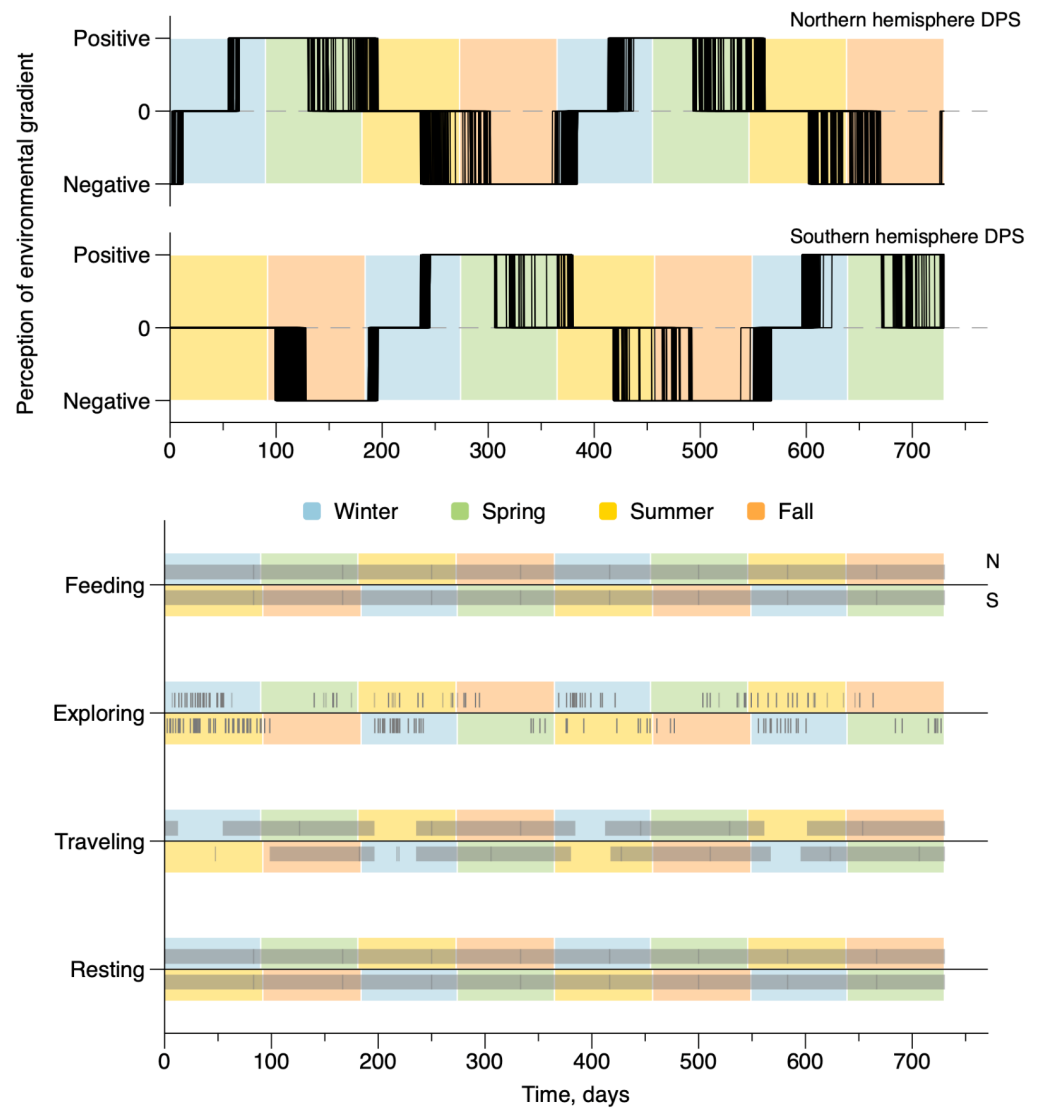 Northern hemisphere DPS
Positive
0
Negative
Perception of environmental gradient
Southern hemisphere DPS
Positive
0
Negative
0 100 200 300 400 500 600 700
Winter Spring Summer Fall
Feeding
N
S
Exploring
Traveling
Resting
0 100 200 300 400 500 600 700
Time, days